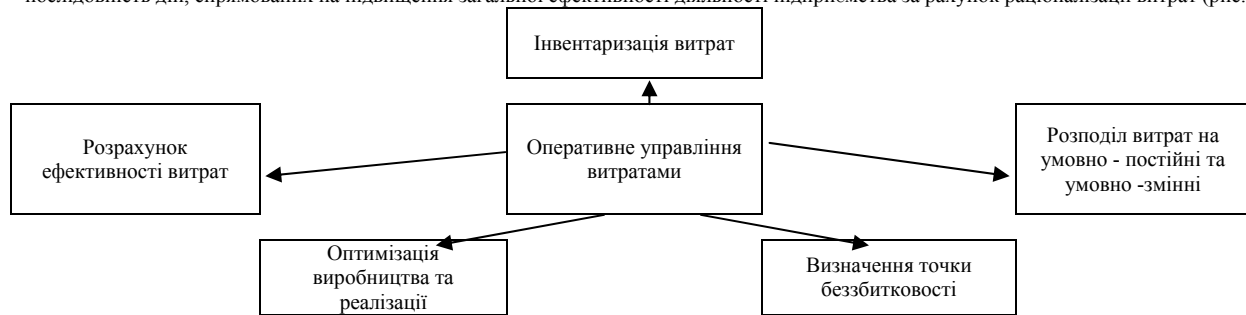 послідовність дій, спрямованих на підвищення загальної ефективності діяльності підприємства за рахунок раціоналізації витрат (рис.
Інвентаризація витрат
Розрахунок
ефективності витрат
Оперативне управління
витратами
Розподіл витрат на
умовно - постійні та
умовно -змінні
Оптимізація
виробництва та
реалізації
Визначення точки
беззбитковості